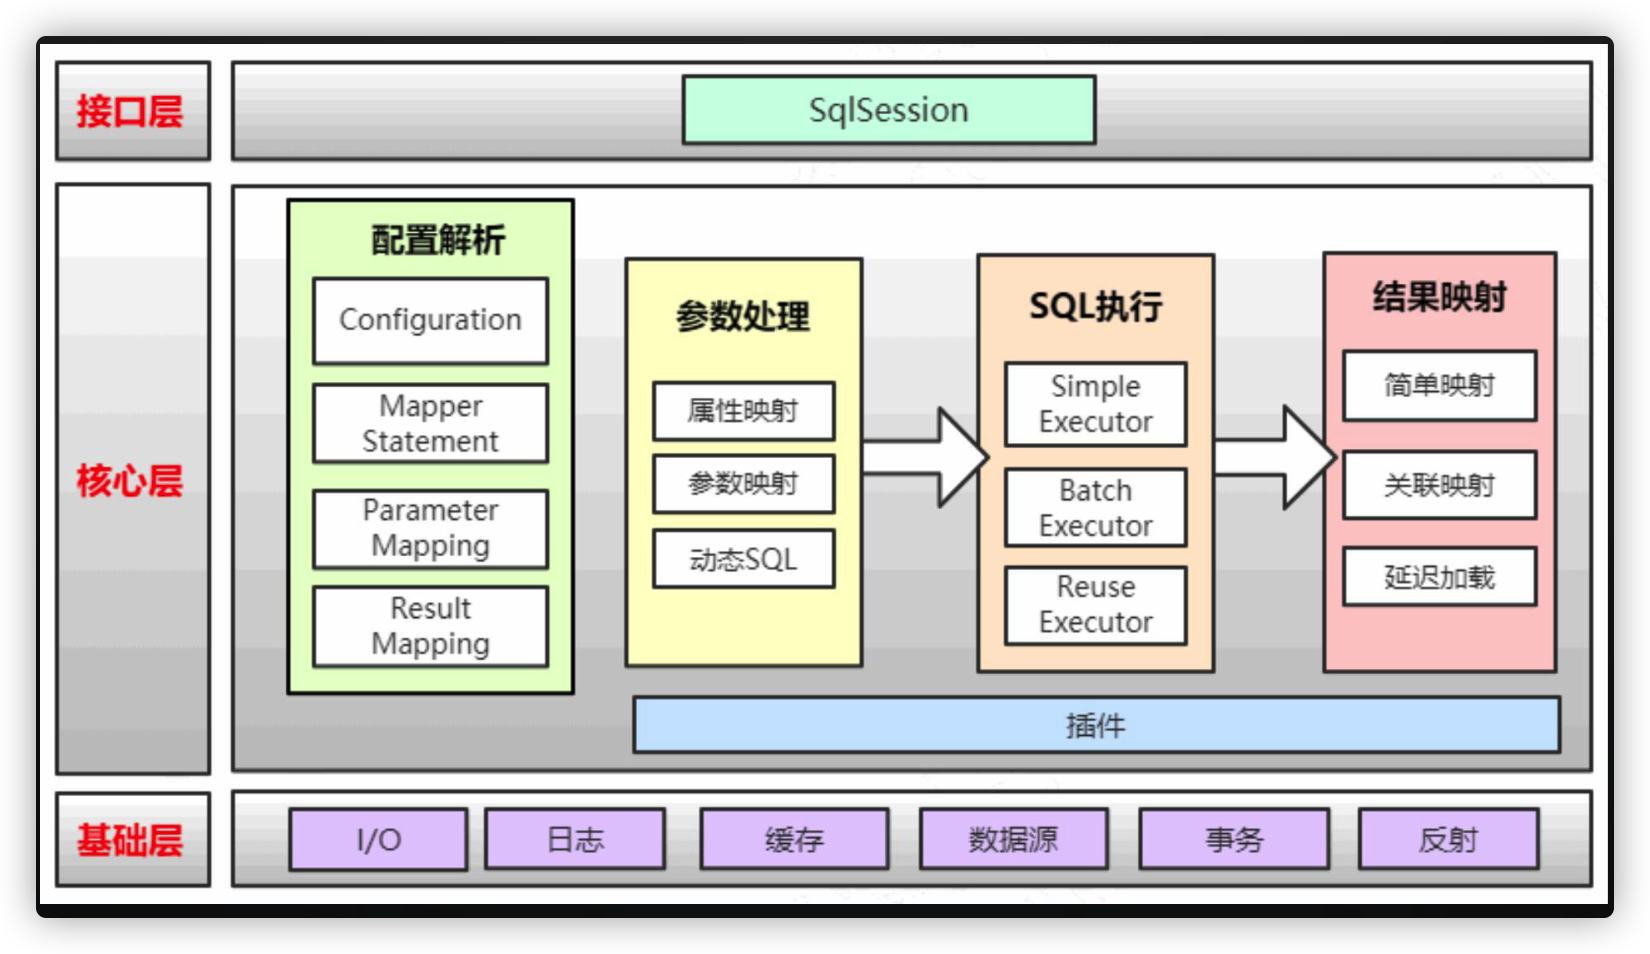 接口层
SqlSession
核心层
配置解析
Configuration
Mapper
Statement
Parameter
Mapping
Result
Mapping
参数处理
属性映射
参数映射
动态SQL
SQL执行
Simple
Executor
Batch
Executor
Reuse
Executor
结果映射
简单映射
关联映射
延迟加载
插件
基础层
I/O
日志
缓存
数据源
事务
反射